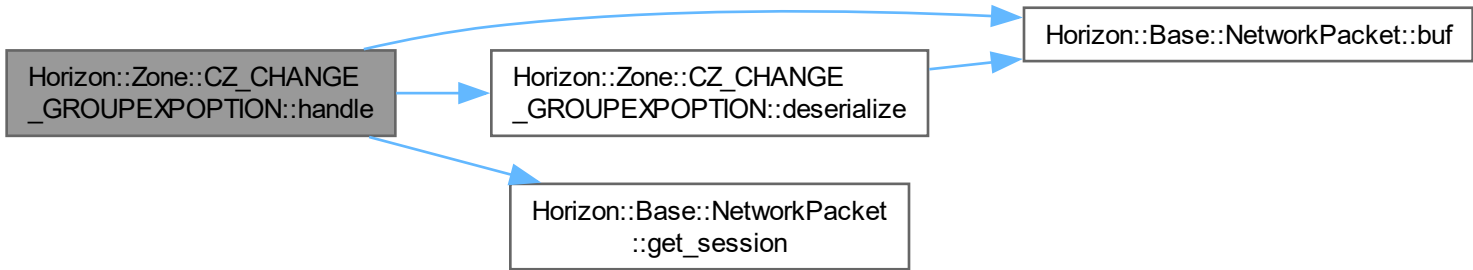 Horizon::Zone::CZ_CHANGE
_GROUPEXPOPTION::handle
Horizon::Zone::CZ_CHANGE
_GROUPEXPOPTION::deserialize
Horizon::Base::NetworkPacket::buf
Horizon::Base::NetworkPacket
::get_session